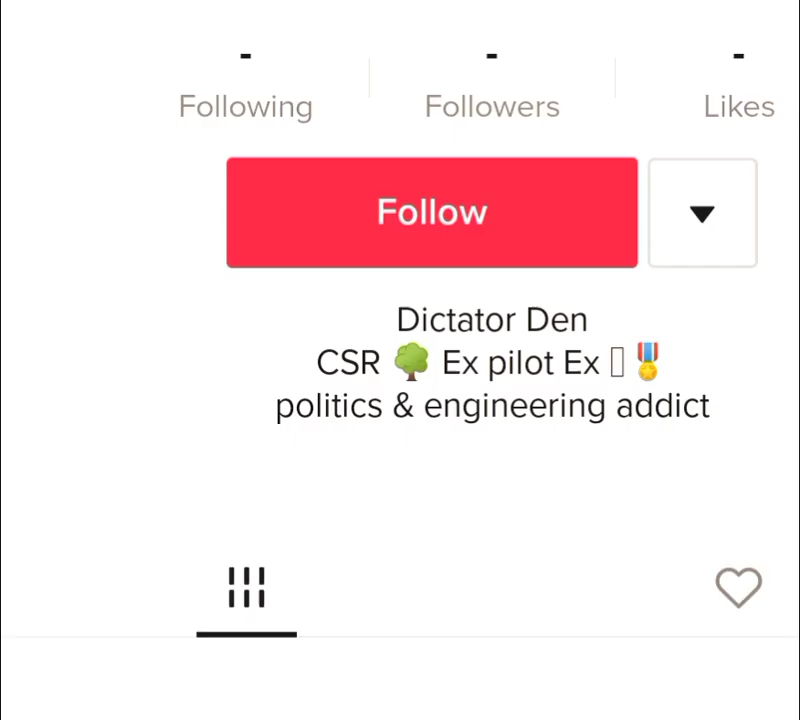 - - -
Following Followers Likes
Follow
Dictator Den
CSR 🌳 Ex pilot Ex 🎖
politics & engineering addict